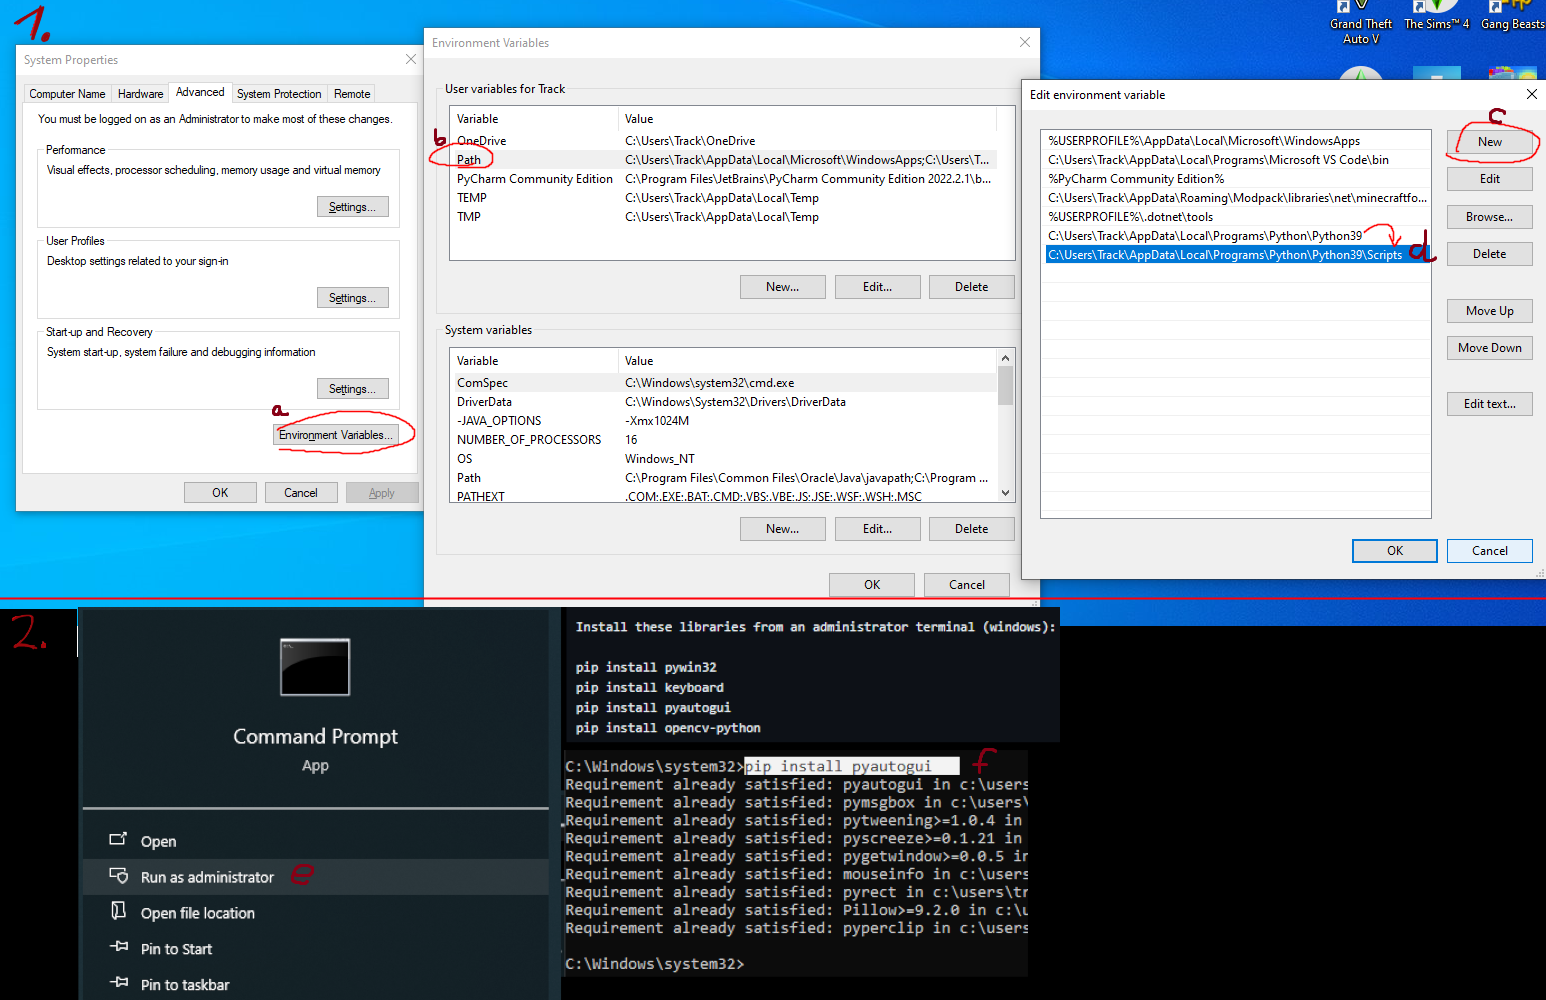 1.
Grand Theft
Auto V
The Sims™ 4
Gang Beasts
System Properties
Computer Name
Hardware
Advanced
System Protection
Remote
You must be logged on as an Administrator to make most of these changes.
Performance
Visual effects, processor scheduling, memory usage and virtual memory
Settings...
User Profiles
Desktop settings related to your sign-in
Settings...
Start-up and Recovery
System start-up, system failure and debugging information
Settings...
a
Environment Variables...
OK
Cancel
Apply
Environment Variables
User variables for Track
Variable Value
b
OneDrive C:\Users\Track\OneDrive
Path C:\Users\Track\AppData\Local\Microsoft\WindowsApps;C:\Users\T...
PyCharm Community Edition C:\Program Files\JetBrains\PyCharm Community Edition 2022.2.1\b...
TEMP C:\Users\Track\AppData\Local\Temp
TMP C:\Users\Track\AppData\Local\Temp
New...
Edit...
Delete
System variables
Variable Value
ComSpec C:\Windows\system32\cmd.exe
DriverData C:\Windows\System32\Drivers\DriverData
-JAVA_OPTIONS -Xmx1024M
NUMBER_OF_PROCESSORS 16
OS Windows_NT
Path C:\Program Files\Common Files\Oracle\Java\javapath;C:\Program ...
PATHEXT .COM;.EXE;.BAT;.CMD;.VBS;.VBE;.JS;.JSE;.WSF;.WSH;.MSC
New...
Edit...
Delete
OK
Cancel
Edit environment variable
%USERPROFILE%\AppData\Local\Microsoft\WindowsApps
C:\Users\Track\AppData\Local\Programs\Microsoft VS Code\bin
%PyCharm Community Edition%
C:\Users\Track\AppData\Roaming\Modpack\libraries\net\minecraftfo...
%USERPROFILE%\.dotnet\tools
C:\Users\Track\AppData\Local\Programs\Python\Python39
C:\Users\Track\AppData\Local\Programs\Python\Python39\Scripts
d
c
New
Edit
Browse...
Delete
Move Up
Move Down
Edit text...
OK
Cancel
2.
Command Prompt
App
Open
Run as administrator
e
Open file location
Pin to Start
Pin to taskbar
Install these libraries from an administrator terminal (windows):
pip install pywin32
pip install keyboard
pip install pyautogui
pip install opencv-python
C:\Windows\system32>pip install pyautogui
f
Requirement already satisfied: pyautogui in c:\users
Requirement already satisfied: pymsgbox in c:\users\
Requirement already satisfied: pytweening>=1.0.4 in
Requirement already satisfied: pyscreeze>=0.1.21 in
Requirement already satisfied: pygetwindow>=0.0.5 in
Requirement already satisfied: mouseinfo in c:\users
Requirement already satisfied: pyrect in c:\users\tr
Requirement already satisfied: Pillow>=9.2.0 in c:\u
Requirement already satisfied: pyperclip in c:\users
C:\Windows\system32>